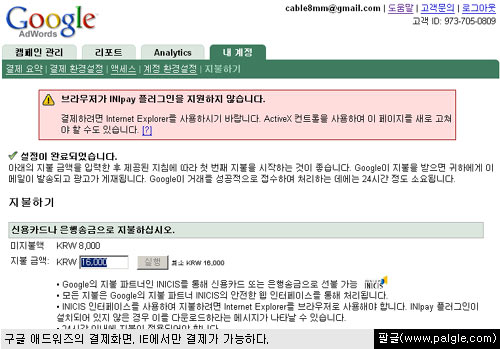 cable8mm@gmail.com | 도움말 | 고객문의 | 로그아웃
고객 ID: 973-705-0809
Google
AdWords
캠페인 관리 리포트 Analytics 내 계정
결제 요약 | 결제 환경설정 | 액세스 | 계정 환경설정 | 지불하기
브라우저가 INIpay 플러그인을 지원하지 않습니다.
결제하려면 Internet Explorer를 사용하시기 바랍니다. ActiveX 컨트롤을 사용하여 이 페이지를 새로 고쳐
야 할 수도 있습니다. [?]
설정이 완료되었습니다.
아래의 지불 금액을 입력한 후 제공된 지침에 따라 첫 번째 지불을 시작하는 것이 좋습니다. Google이 지불을 받으면 귀하에게 이
메일이 발송되고 광고가 게재됩니다. Google이 거래를 성공적으로 접수하여 처리하는 데에는 24시간 정도 소요됩니다.
지불하기
신용카드나 은행송금으로 지불하십시오.
미지불액 KRW 8,000
지불 금액: KRW 16,000 실행 최소 KRW 16,000
• Google의 지불 파트너인 INICIS를 통해 신용카드 또는 은행송금으로 선불 가능 INICIS
• 모든 지불은 Google의 지불 파트너 INICIS의 안전한 웹 인터페이스를 통해 처리됩니다.
• INICIS 인터페이스를 사용하여 지불하려면 Internet Explorer를 사용해야 합니다. INIpay 플러그인이
설치되어 있지 않은 경우 이를 다운로드하라는 메시지가 나타날 수 있습니다.
구글 애드워즈의 결제화면, IE에서만 결제가 가능하다.
팔글(www.palgle.com)